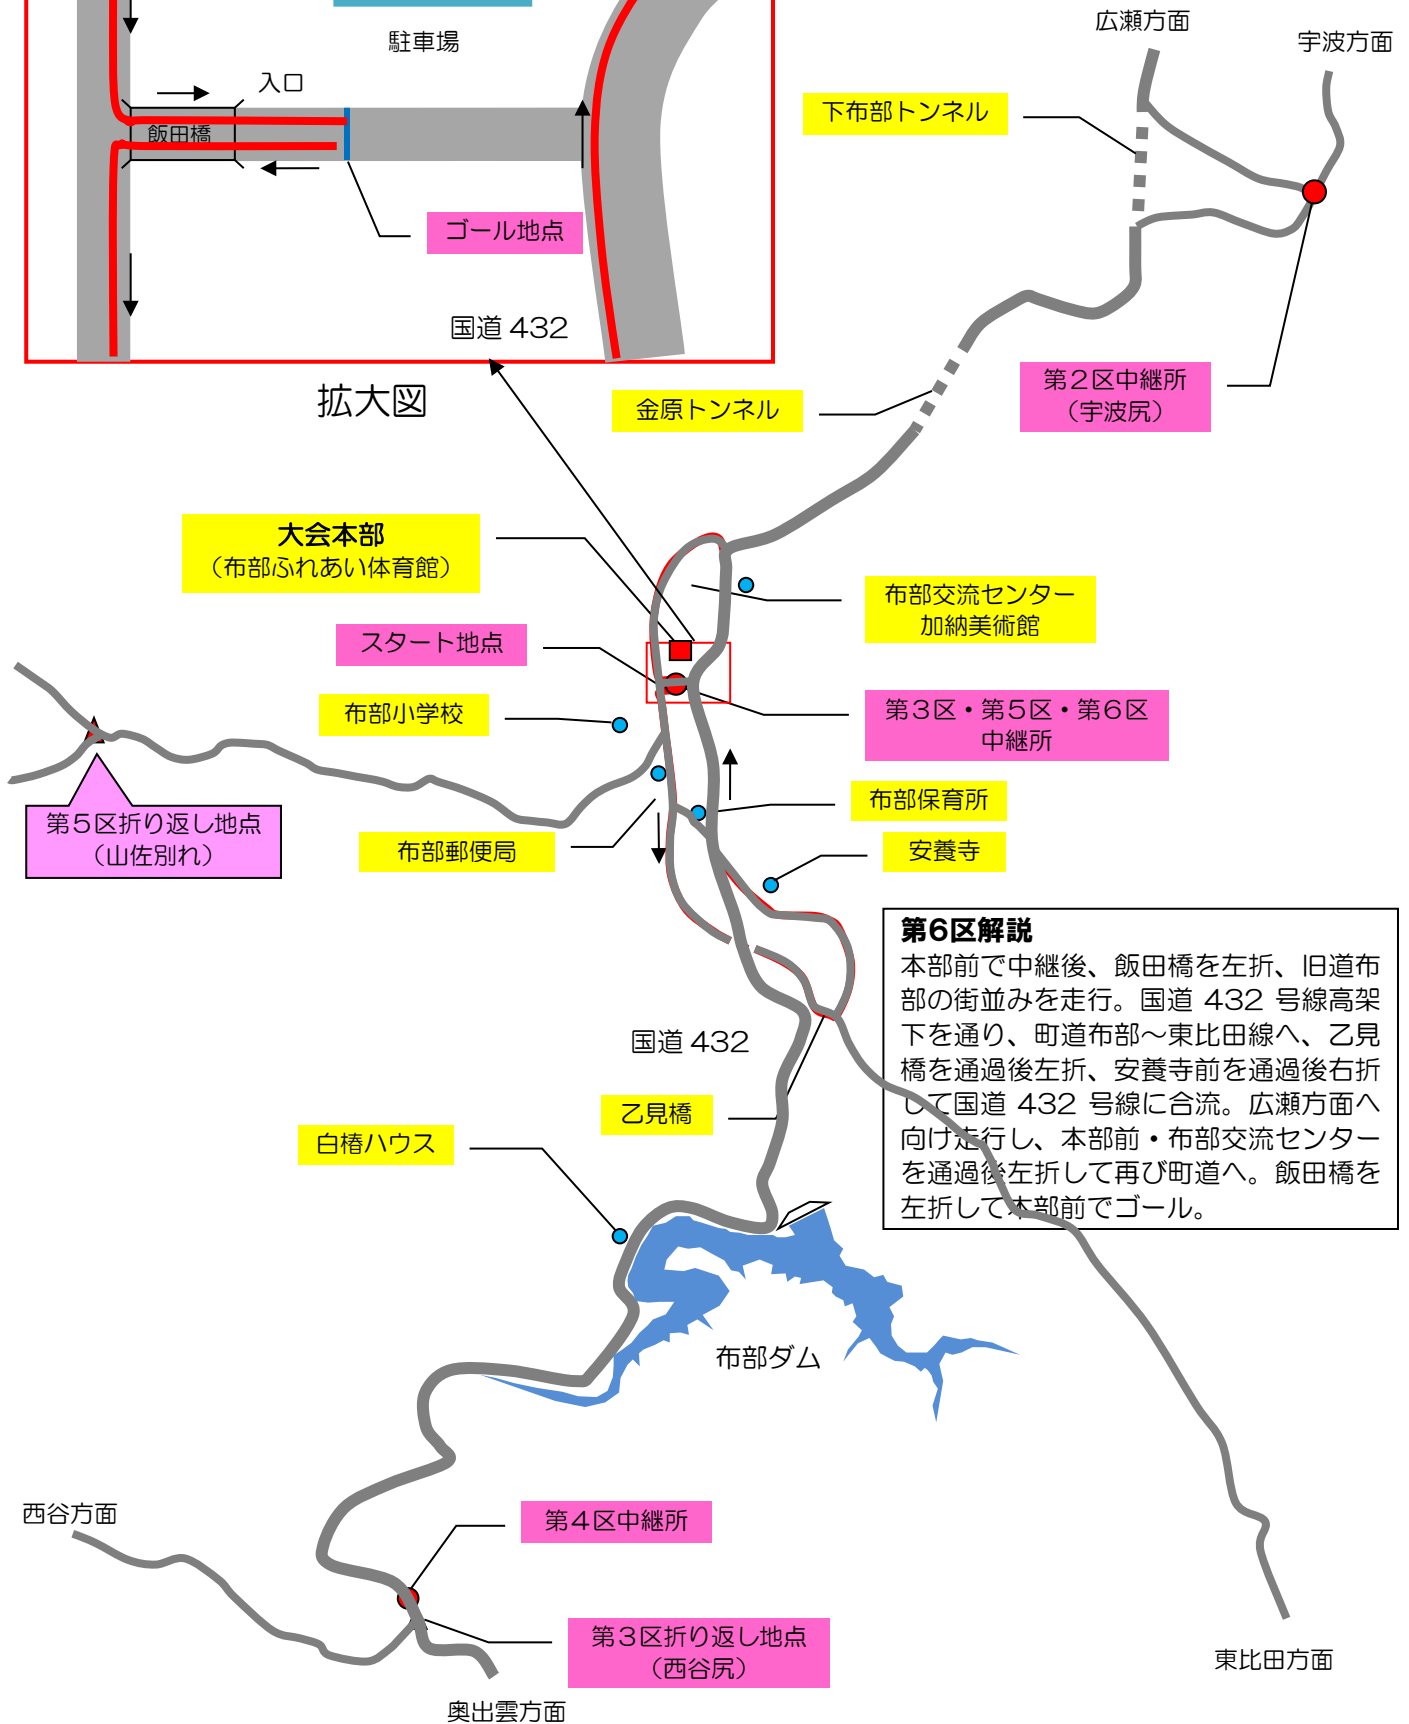 広瀬方面
宇波方面
駐車場
入口
飯田橋
下布部トンネル
ゴール地点
国道 432
拡大図
金原トンネル
第2区中継所
(宇波尻)
大会本部
(布部ふれあい体育館)
布部交流センター
加納美術館
スタート地点
布部小学校
第3区・第5区・第6区
中継所
布部保育所
第5区折り返し地点
(山佐別れ)
布部郵便局
安養寺
第6区解説
本部前で中継後、飯田橋を左折、旧道布
部の街並みを走行。国道 432 号線高架
下を通り、町道布部~東比田線へ、乙見
橋を通過後左折、安養寺前を通過後右折
して国道 432 号線に合流。広瀬方面へ
向け走行し、本部前・布部交流センター
を通過後左折して再び町道へ。飯田橋を
左折して本部前でゴール。
国道 432
乙見橋
白椿ハウス
布部ダム
西谷方面
第4区中継所
第3区折り返し地点
(西谷尻)
東比田方面
奥出雲方面